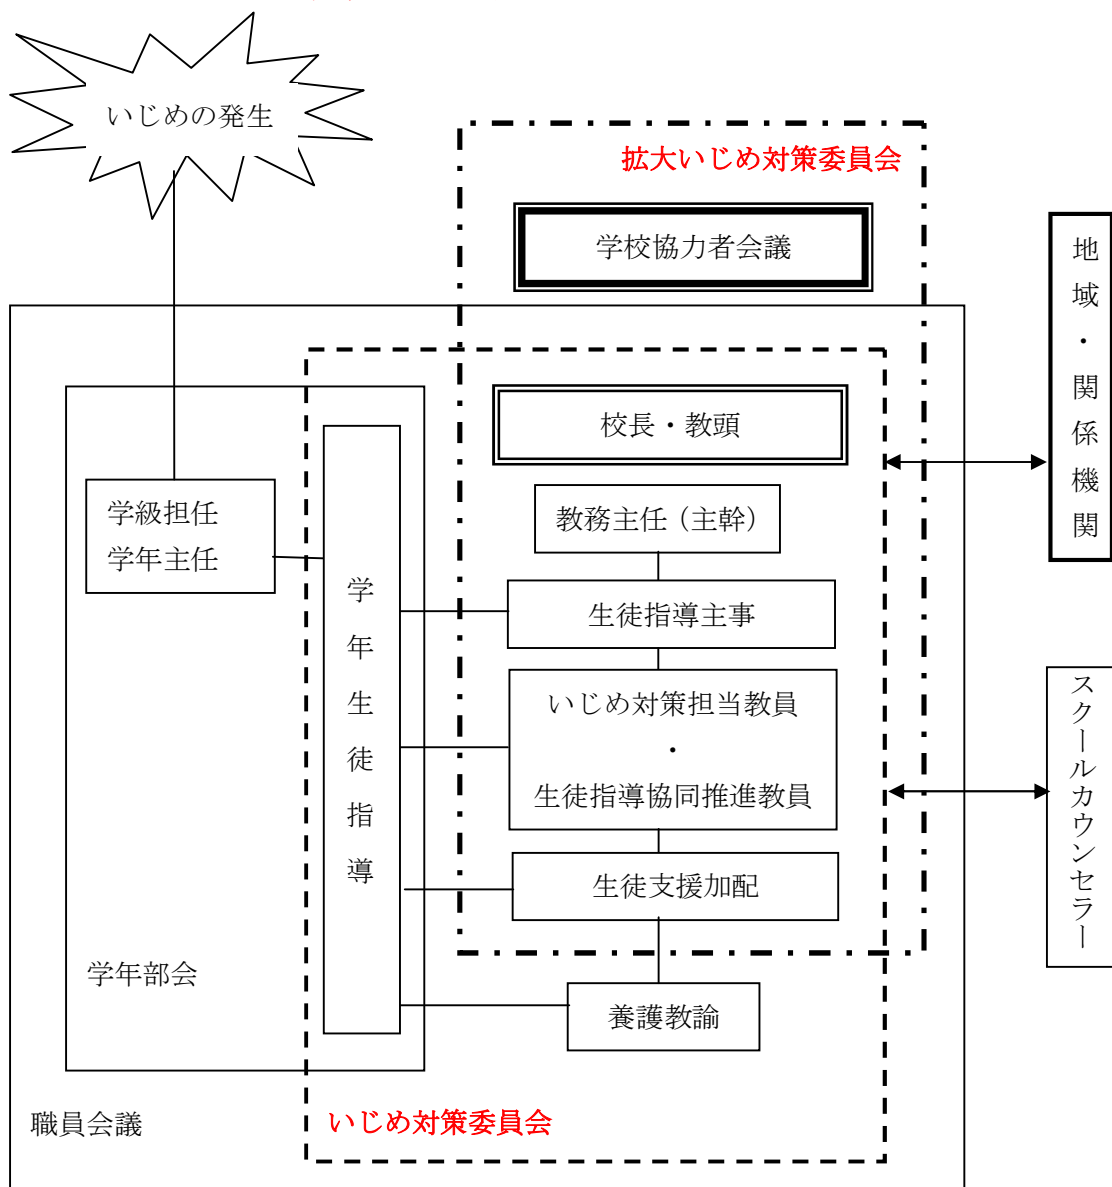 いじめの発生
拡大いじめ対策委員会
学校協力者会議
地域・関係機関
校長・教頭
教務主任（主幹）
学級担任
学年主任
学年生徒指導
生徒指導主事
いじめ対策担当教員
・
生徒指導協同推進教員
スクールカウンセラー
生徒支援加配
学年部会
養護教諭
職員会議
いじめ対策委員会